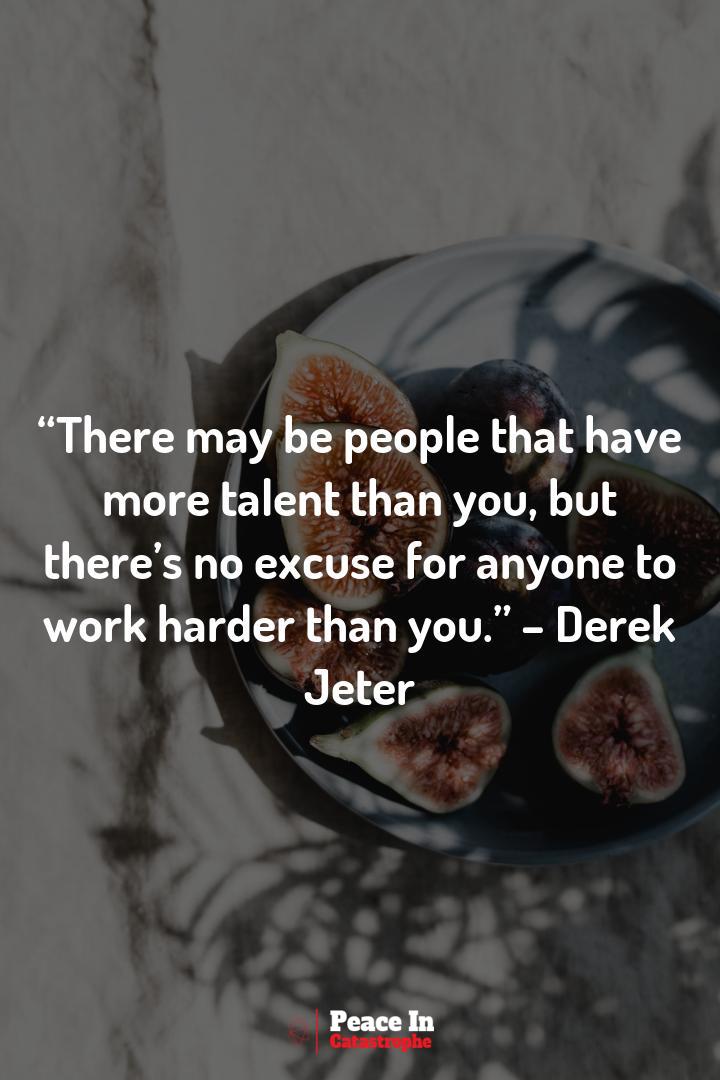 “There may be people that have
more talent than you, but
there’s no excuse for anyone to
work harder than you.” – Derek
Jeter
Peace In
Catastrophe